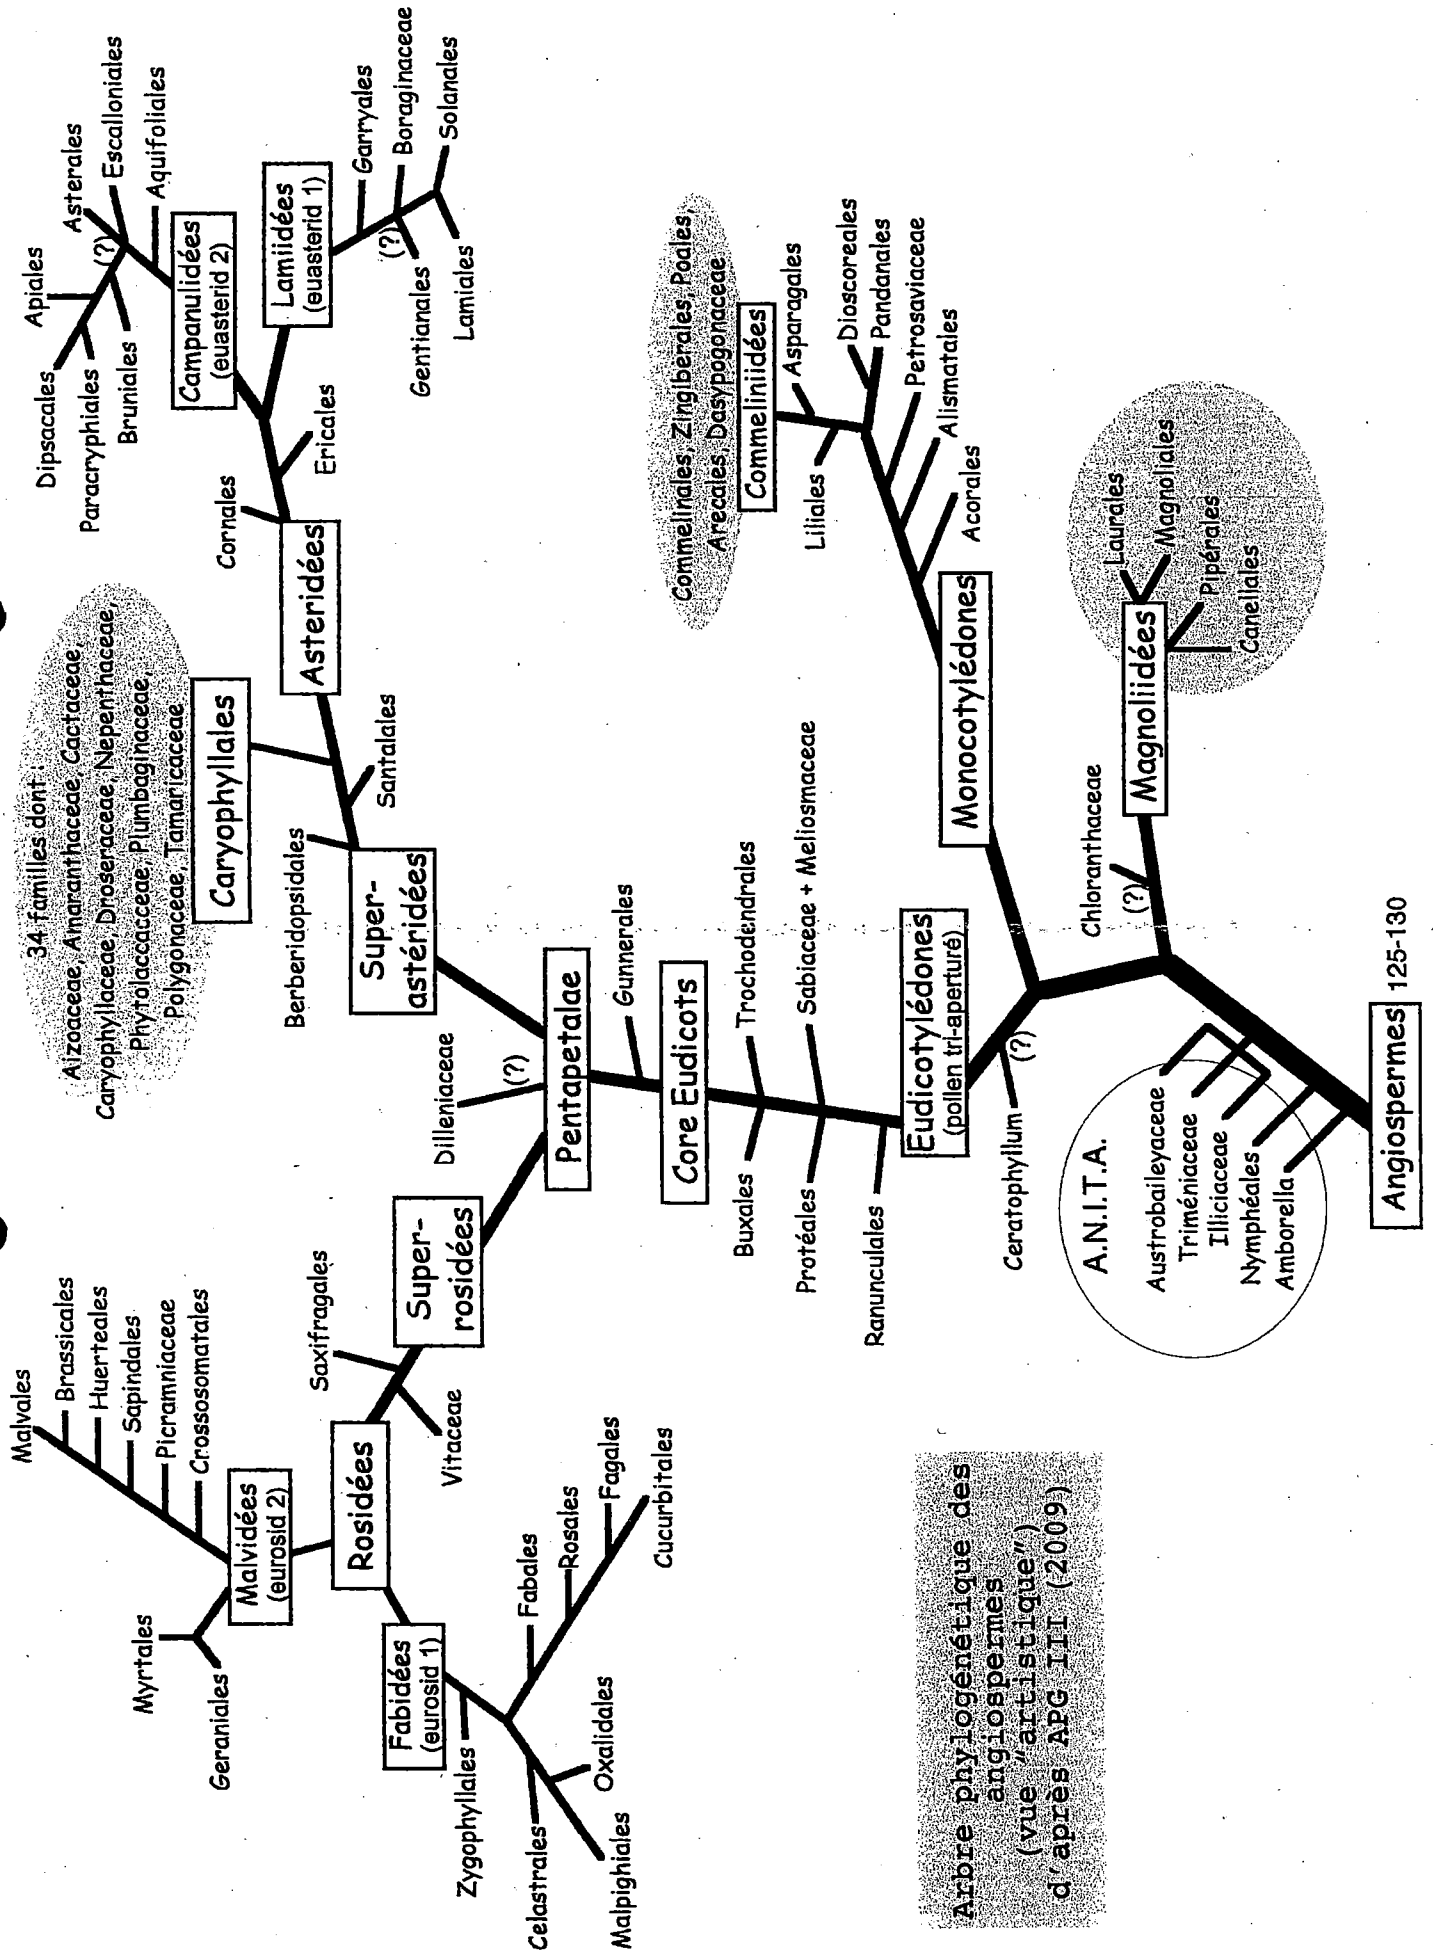 34 familles dont :
Aizoaceae, Amaranthaceae, Cactaceae,
Caryophyllaceae, Droseraceae, Nepenthaceae,
Phytolaccacceae, Plumbaginaceae,
Polygonaceae, Tamaricaceae
Caryophyllales
Malvales
Brassicales
Huerteales
Sapindales
Picramniaceae
Crossosomatales
Myrtales
Geraniales
Malvidées
(eurosid 2)
Rosidées
Fabidées
(eurosid 1)
Zygophyllales
Celastrales
Malpighiales
Oxalidales
Fabales
Rosales
Fagales
Cucurbitales
Saxifragales
Vitaceae
Super-
rosidées
Dilleniaceae
(?)
Pentapetalae
Berberidopsidales
Super-
astéridées
Santalales
Asteridées
Cornales
Ericales
Dipsacales
Apiales
Asterales
Escalloniales
Aquifoliales
Paracryphiales
Bruniales
(?)
Campanulidées
(euasterid 2)
Lamiidées
(euasterid 1)
Garryales
Boraginaceae
Solanales
(?)
Gentianales
Lamiales
Gunnerales
Core Eudicots
Buxales
Trochodendrales
Protéales
Sabiaceae + Meliosmaceae
Ranunculales
Eudicotylédones
(pollen tri-aperturé)
Ceratophyllum
(?)
Monocotylédones
Commelinales, Zingiberales, Poales,
Arecales, Dasypogonaceae
Commeliniidées
Liliales
Asparagales
Dioscoreales
Pandanales
Petrosaviaceae
Alismatales
Acorales
Chloranthaceae
(?)
Magnoliidées
Laurales
Magnoliales
Pipérales
Canellales
A.N.I.T.A.
Austrobaileyaceae
Triméniaceae
Illiciaceae
Nymphéales
Amborella
Angiospermes
125-130
Arbre phylogénétique des
angiospermes
(vue "artistique")
d'après APG III (2009)